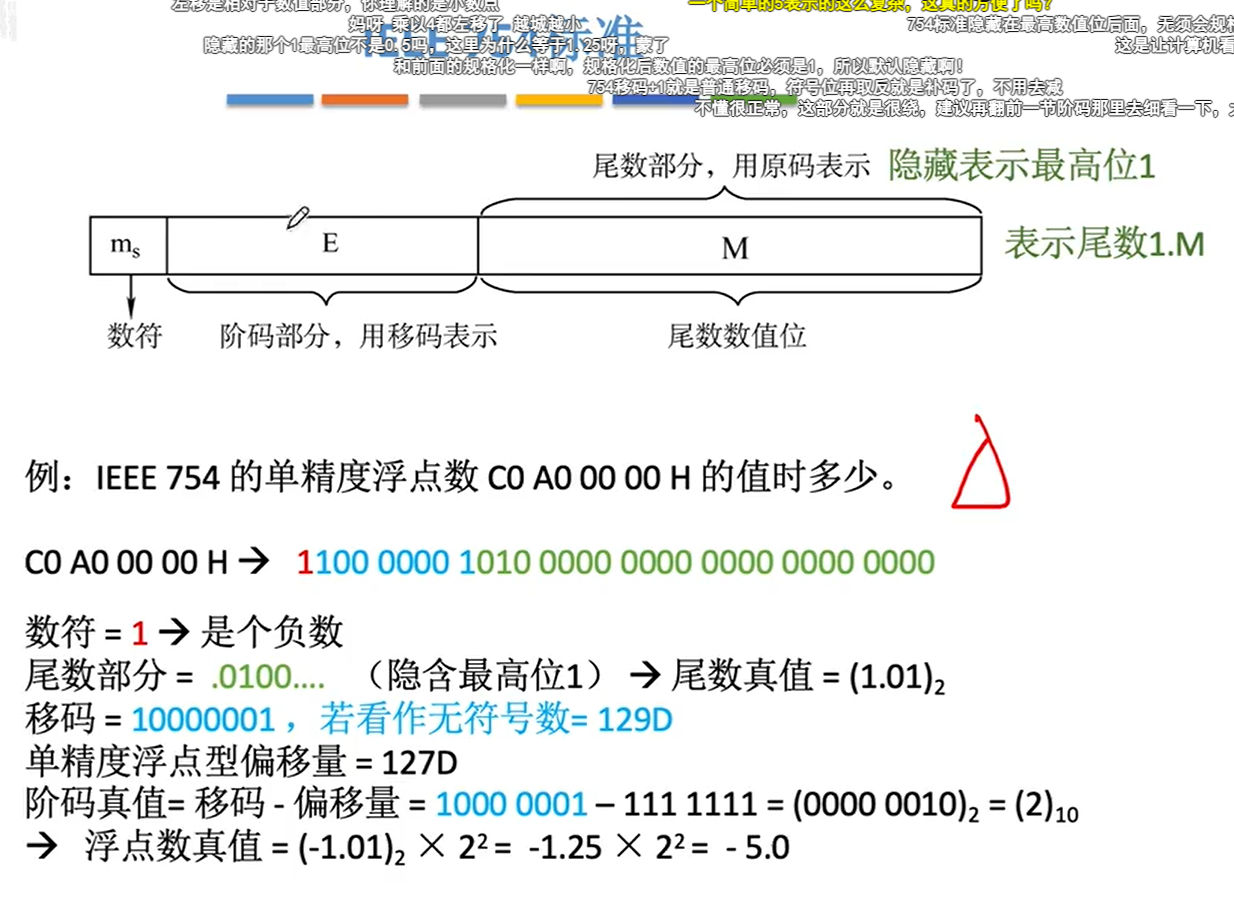 左移是相对于数值部分，你理解的是小数点
一个简单的5表示的这么复杂，这真的方便了吗？
妈呀 乘以4都左移了 越城越小
754标准隐藏在最高数值位后面，无须会规格
隐藏的那个1最高位不是0.5吗，这里为什么等于1.25呀，蒙了
这是让计算机看
IEEE 754标准
和前面的规格化一样啊，规格化后数值的最高位必须是1，所以默认隐藏啊！
754移码+1就是普通移码，符号位再取反就是补码了，不用去减
不懂很正常，这部分就是很绕，建议再翻前一节阶码那里去细看一下，
尾数部分，用原码表示 隐藏表示最高位1
mₛ E M 表示尾数1.M
数符 阶码部分，用移码表示 尾数数值位
例：IEEE 754 的单精度浮点数 C0 A0 00 00 H 的值时多少。
C0 A0 00 00 H → 1100 0000 1010 0000 0000 0000 0000 0000
数符 = 1 → 是个负数
尾数部分 = .0100.... （隐含最高位1） → 尾数真值 = (1.01)₂
移码 = 10000001 ，若看作无符号数= 129D
单精度浮点型偏移量 = 127D
阶码真值= 移码 - 偏移量 = 1000 0001 – 111 1111 = (0000 0010)₂ = (2)₁₀
→ 浮点数真值 = (-1.01)₂ × 2² = -1.25 × 2² = - 5.0